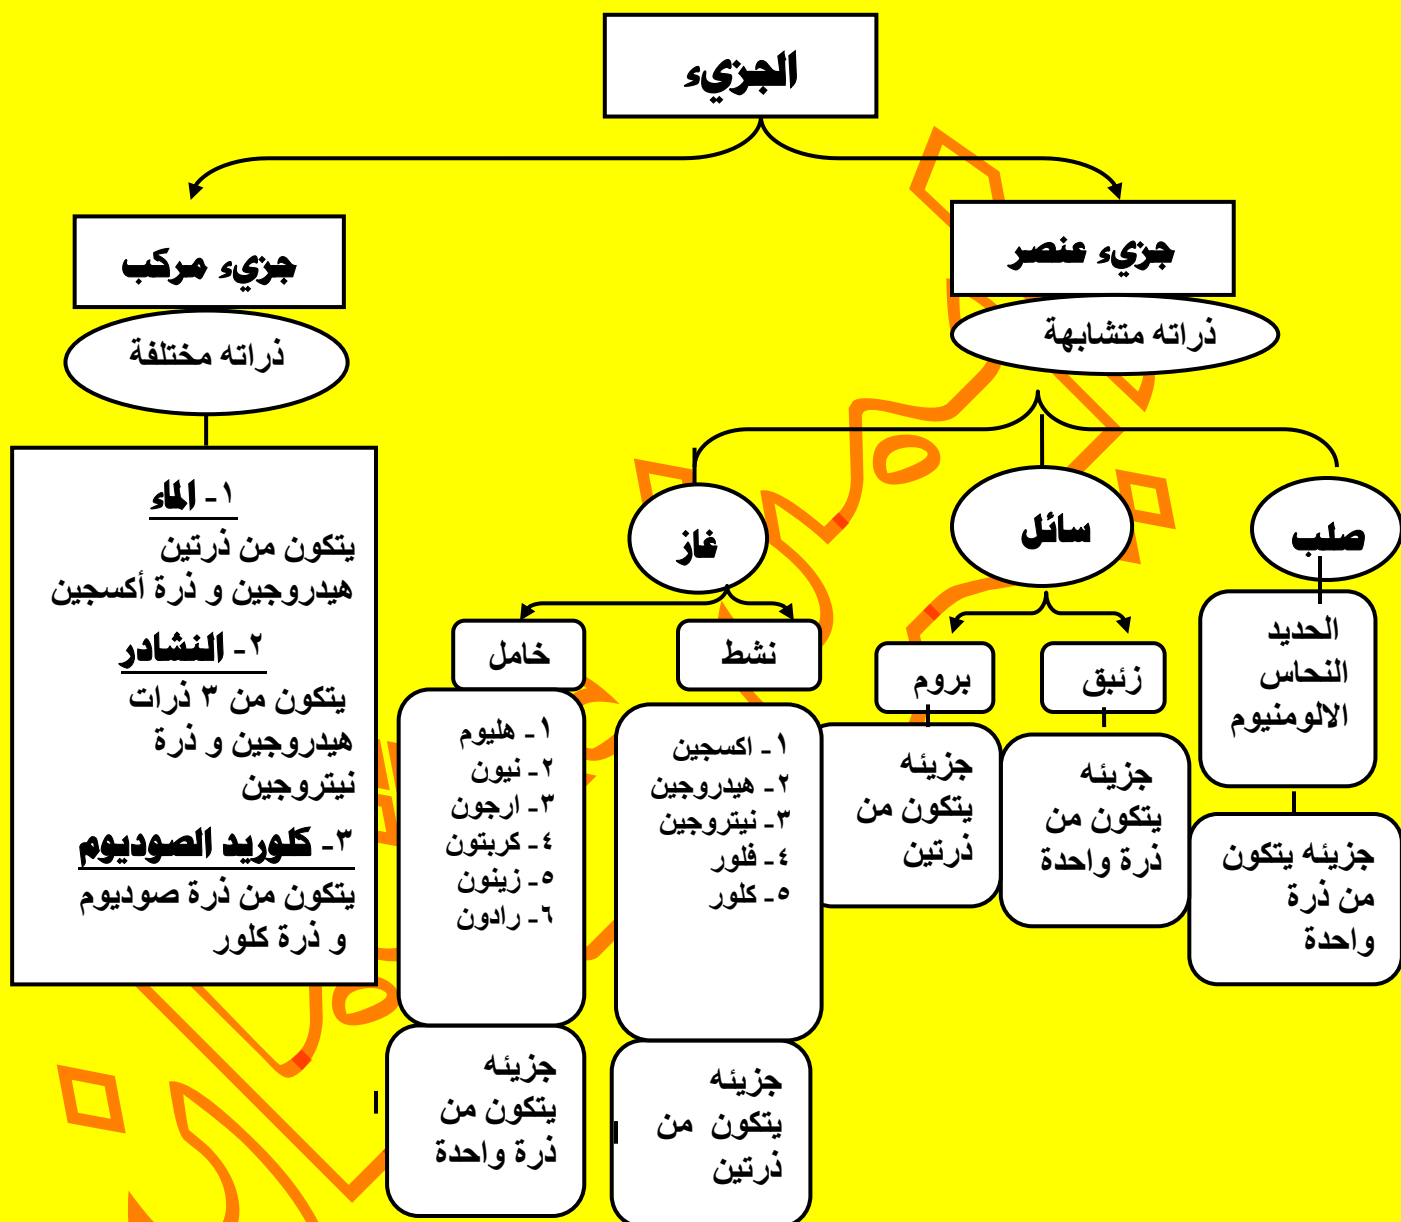 الجزيء
جزيء عنصر
ذراته متشابهة
صلب
الحديد
النحاس
الالومنيوم
جزيئه يتكون
من ذرة
واحدة
سائل
زئبق
جزيئه
يتكون من
ذرة واحدة
بروم
جزيئه
يتكون من
ذرتين
غاز
نشط
١- اكسجين
٢- هيدروجين
٣- نيتروجين
٤- فلور
٥- كلور
جزيئه
يتكون من
ذرتين
خامل
١- هليوم
٢- نيون
٣- ارجون
٤- كربتون
٥- زينون
٦- رادون
جزيئه
يتكون من
ذرة واحدة
جزيء مركب
ذراته مختلفة
١- الماء
يتكون من ذرتين
هيدروجين و ذرة أكسجين
٢- النشادر
يتكون من ٣ ذرات
هيدروجين و ذرة
نيتروجين
٣- كلوريد الصوديوم
يتكون من ذرة صوديوم
و ذرة كلور